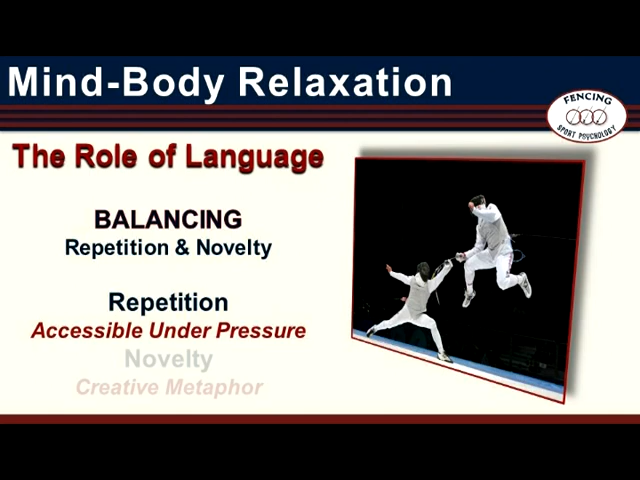 Mind-Body Relaxation
FENCING
SPORT PSYCHOLOGY
The Role of Language
BALANCING
Repetition & Novelty
Repetition
Accessible Under Pressure
Novelty
Creative Metaphor